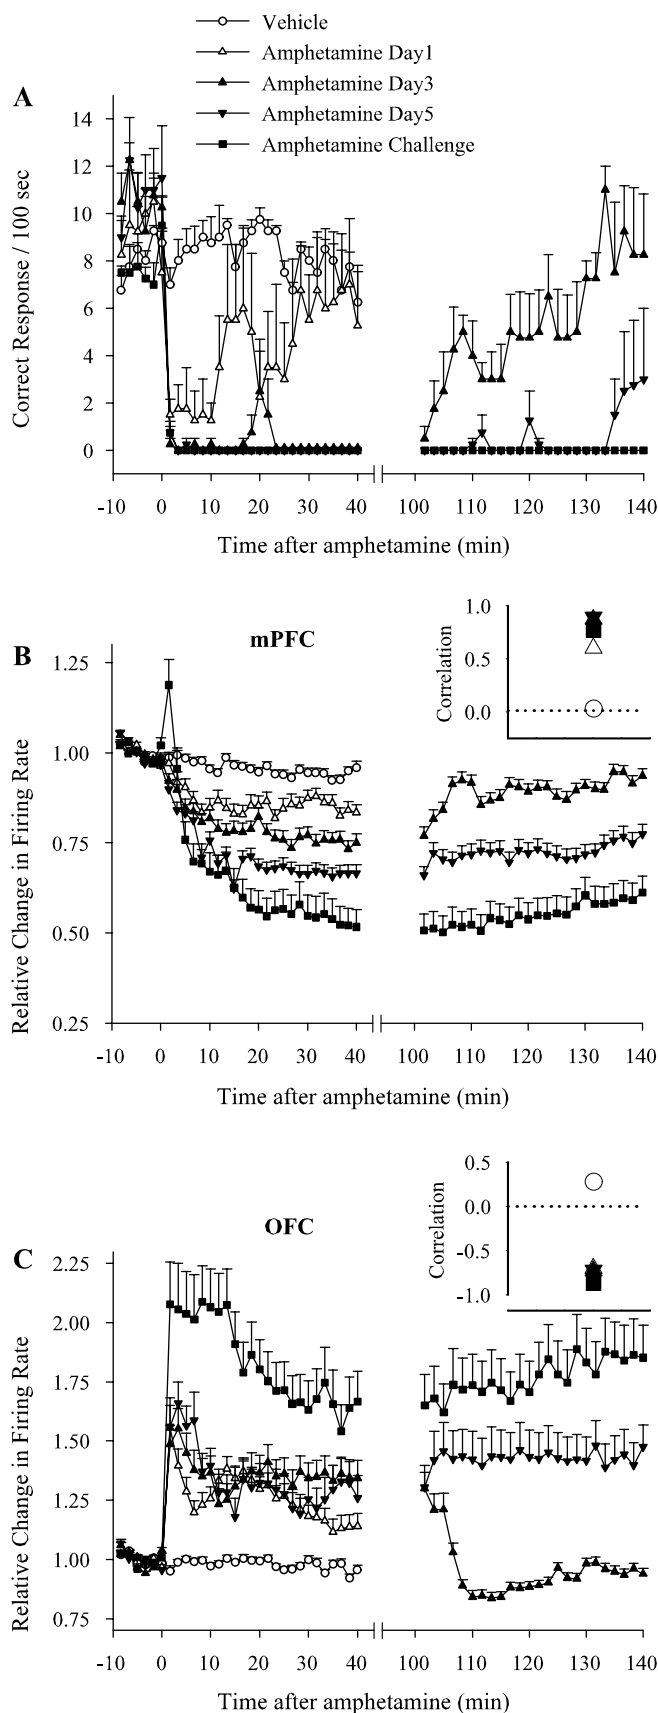 Vehicle
Amphetamine Day1
Amphetamine Day3
Amphetamine Day5
Amphetamine Challenge
A
14
12
10
8
6
4
2
0
Correct Response / 100 sec
-10 0 10 20 30 40 100 110 120 130 140
Time after amphetamine (min)
B
mPFC
1.25
1.00
0.75
0.50
0.25
Relative Change in Firing Rate
1.0
0.5
0.0
Correlation
-10 0 10 20 30 40 100 110 120 130 140
Time after amphetamine (min)
C
OFC
2.25
2.00
1.75
1.50
1.25
1.00
0.75
Relative Change in Firing Rate
0.5
0.0
-0.5
-1.0
Correlation
-10 0 10 20 30 40 100 110 120 130 140
Time after amphetamine (min)